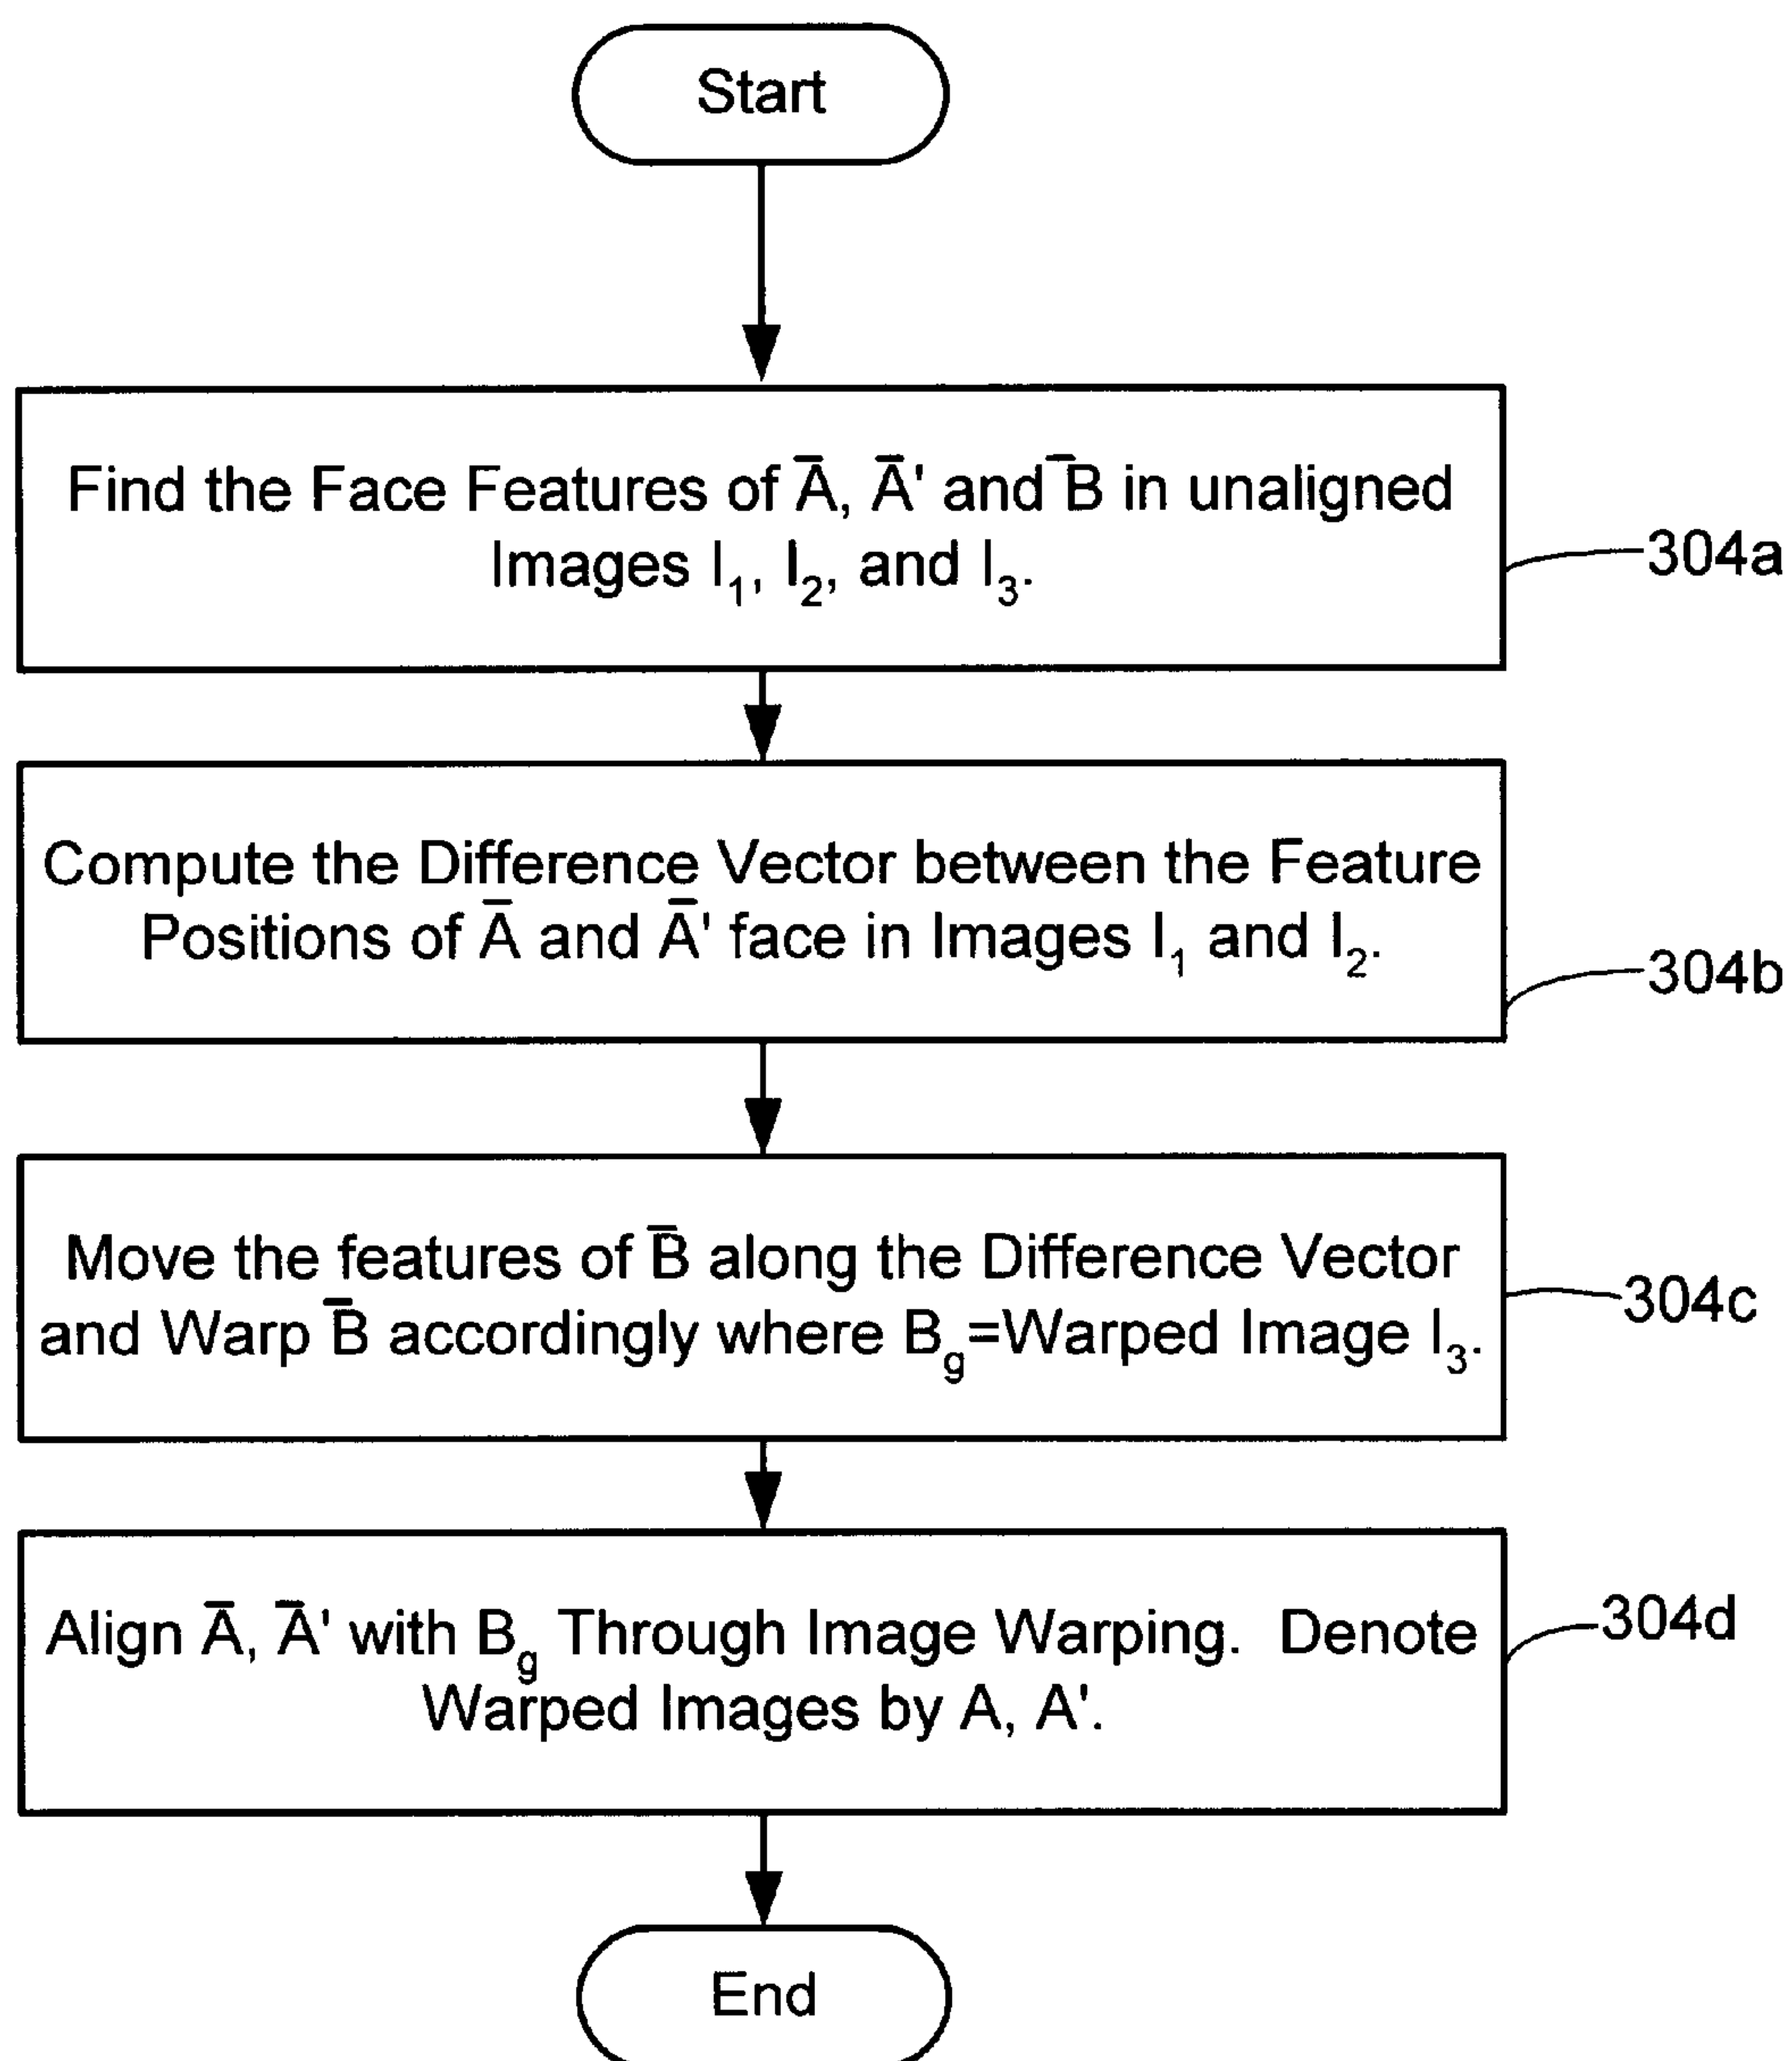 Start
Find the Face Features of A̅, A̅' and B̅ in unaligned
Images I₁, I₂, and I₃.
304a
Compute the Difference Vector between the Feature
Positions of A̅ and A̅' face in Images I₁ and I₂.
304b
Move the features of B̅ along the Difference Vector
and Warp B̅ accordingly where B_g=Warped Image I₃.
304c
Align A̅, A̅' with B_g Through Image Warping. Denote
Warped Images by A, A'.
304d
End